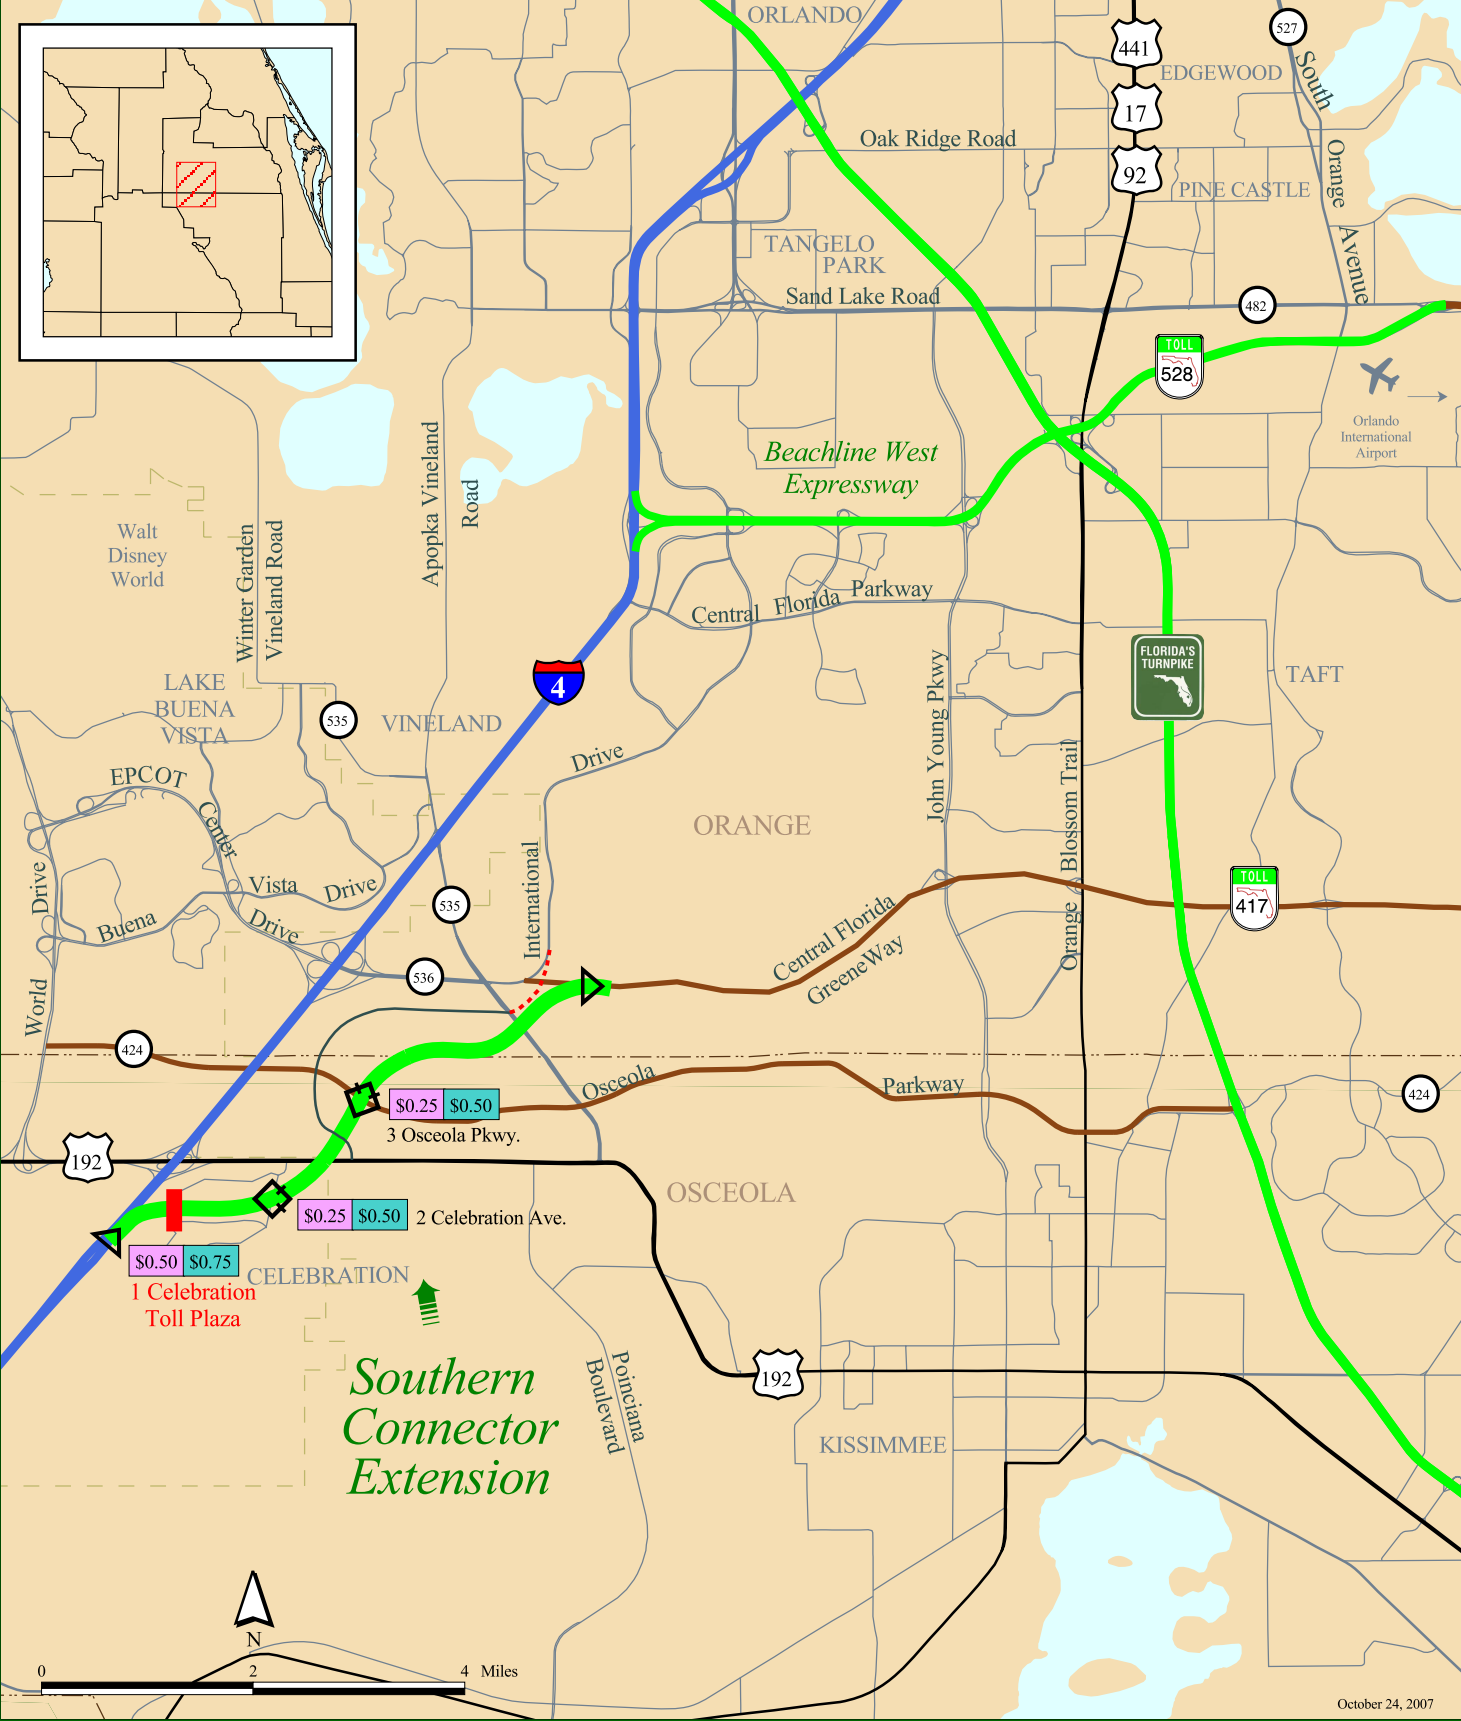 ORLANDO
441
527
EDGEWOOD
South
17
Oak Ridge Road
Orange
92
PINE CASTLE
TANGELO
PARK
Avenue
Sand Lake Road
482
TOLL
528
Orlando
International
Airport
Beachline West
Expressway
Apopka Vineland
Road
Walt
Disney
World
Winter Garden
Vineland Road
Central Florida Parkway
FLORIDA'S
TURNPIKE
4
TAFT
LAKE
BUENA
VISTA
535
VINELAND
John Young Pkwy
Drive
EPCOT
Center
Drive
ORANGE
Orange Blossom Trail
International
World Drive
Buena Vista Drive
535
TOLL
417
Central Florida
GreeneWay
536
424
Osceola Parkway
424
$0.25 $0.50
3 Osceola Pkwy.
192
OSCEOLA
$0.25 $0.50 2 Celebration Ave.
$0.50 $0.75
CELEBRATION
1 Celebration
Toll Plaza
Southern
Connector
Extension
Poinciana
Boulevard
192
KISSIMMEE
N
0 2 4 Miles
October 24, 2007